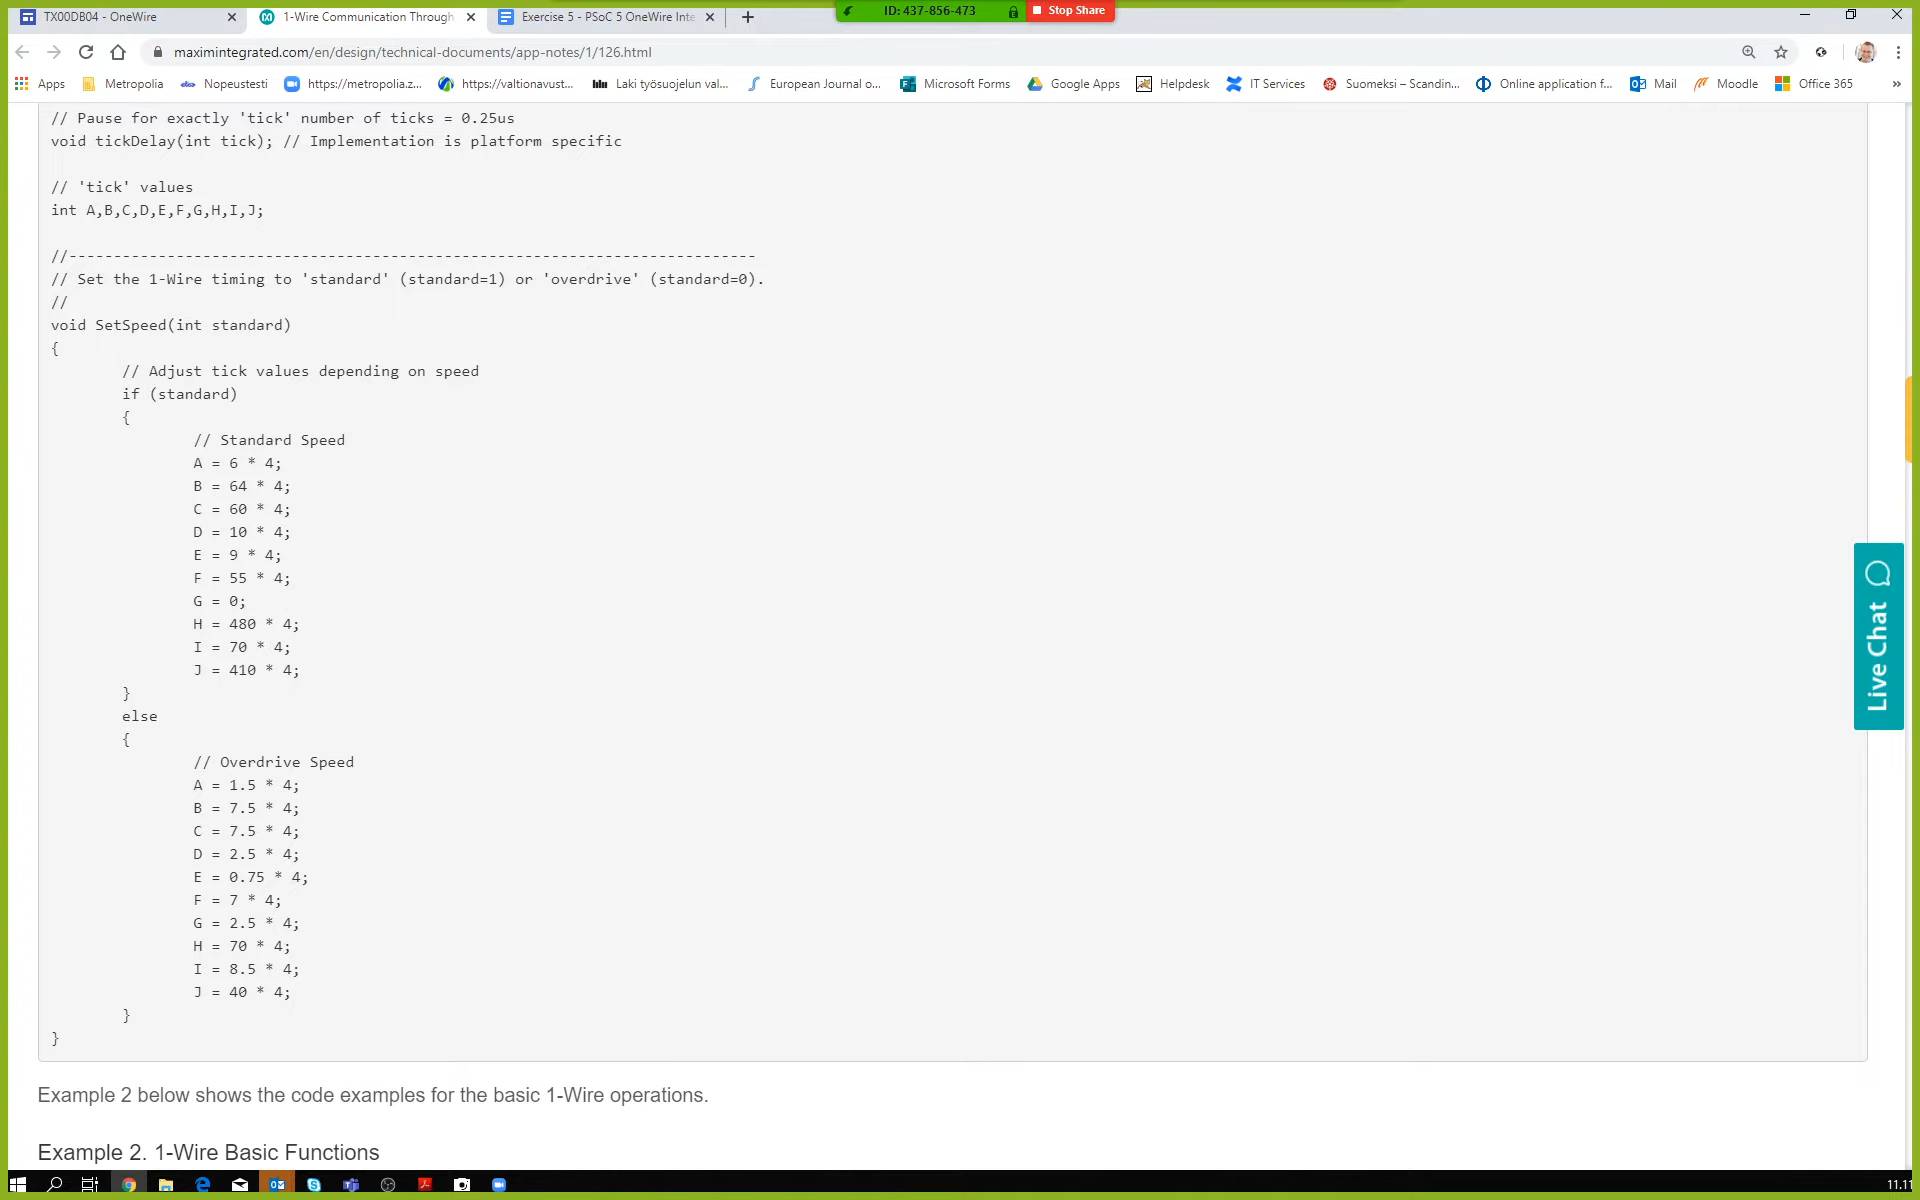 TX00DB04 - OneWire
1-Wire Communication Through
Exercise 5 - PSoC 5 OneWire Inte
ID: 437-856-473
Stop Share
maximintegrated.com/en/design/technical-documents/app-notes/1/126.html
Apps
Metropolia
Nopeustesti
https://metropolia.z...
https://valtionavust...
Laki työsuojelun val...
European Journal o...
Microsoft Forms
Google Apps
Helpdesk
IT Services
Suomeksi – Scandin...
Online application f...
Mail
Moodle
Office 365
»
// Pause for exactly 'tick' number of ticks = 0.25us
void tickDelay(int tick); // Implementation is platform specific
// 'tick' values
int A,B,C,D,E,F,G,H,I,J;
//-----------------------------------------------------------------------------
// Set the 1-Wire timing to 'standard' (standard=1) or 'overdrive' (standard=0).
//
void SetSpeed(int standard)
{
// Adjust tick values depending on speed
if (standard)
{
// Standard Speed
A = 6 * 4;
B = 64 * 4;
C = 60 * 4;
D = 10 * 4;
E = 9 * 4;
F = 55 * 4;
G = 0;
H = 480 * 4;
I = 70 * 4;
J = 410 * 4;
}
else
{
// Overdrive Speed
A = 1.5 * 4;
B = 7.5 * 4;
C = 7.5 * 4;
D = 2.5 * 4;
E = 0.75 * 4;
F = 7 * 4;
G = 2.5 * 4;
H = 70 * 4;
I = 8.5 * 4;
J = 40 * 4;
}
}
Live Chat
Example 2 below shows the code examples for the basic 1-Wire operations.
Example 2. 1-Wire Basic Functions
11.11